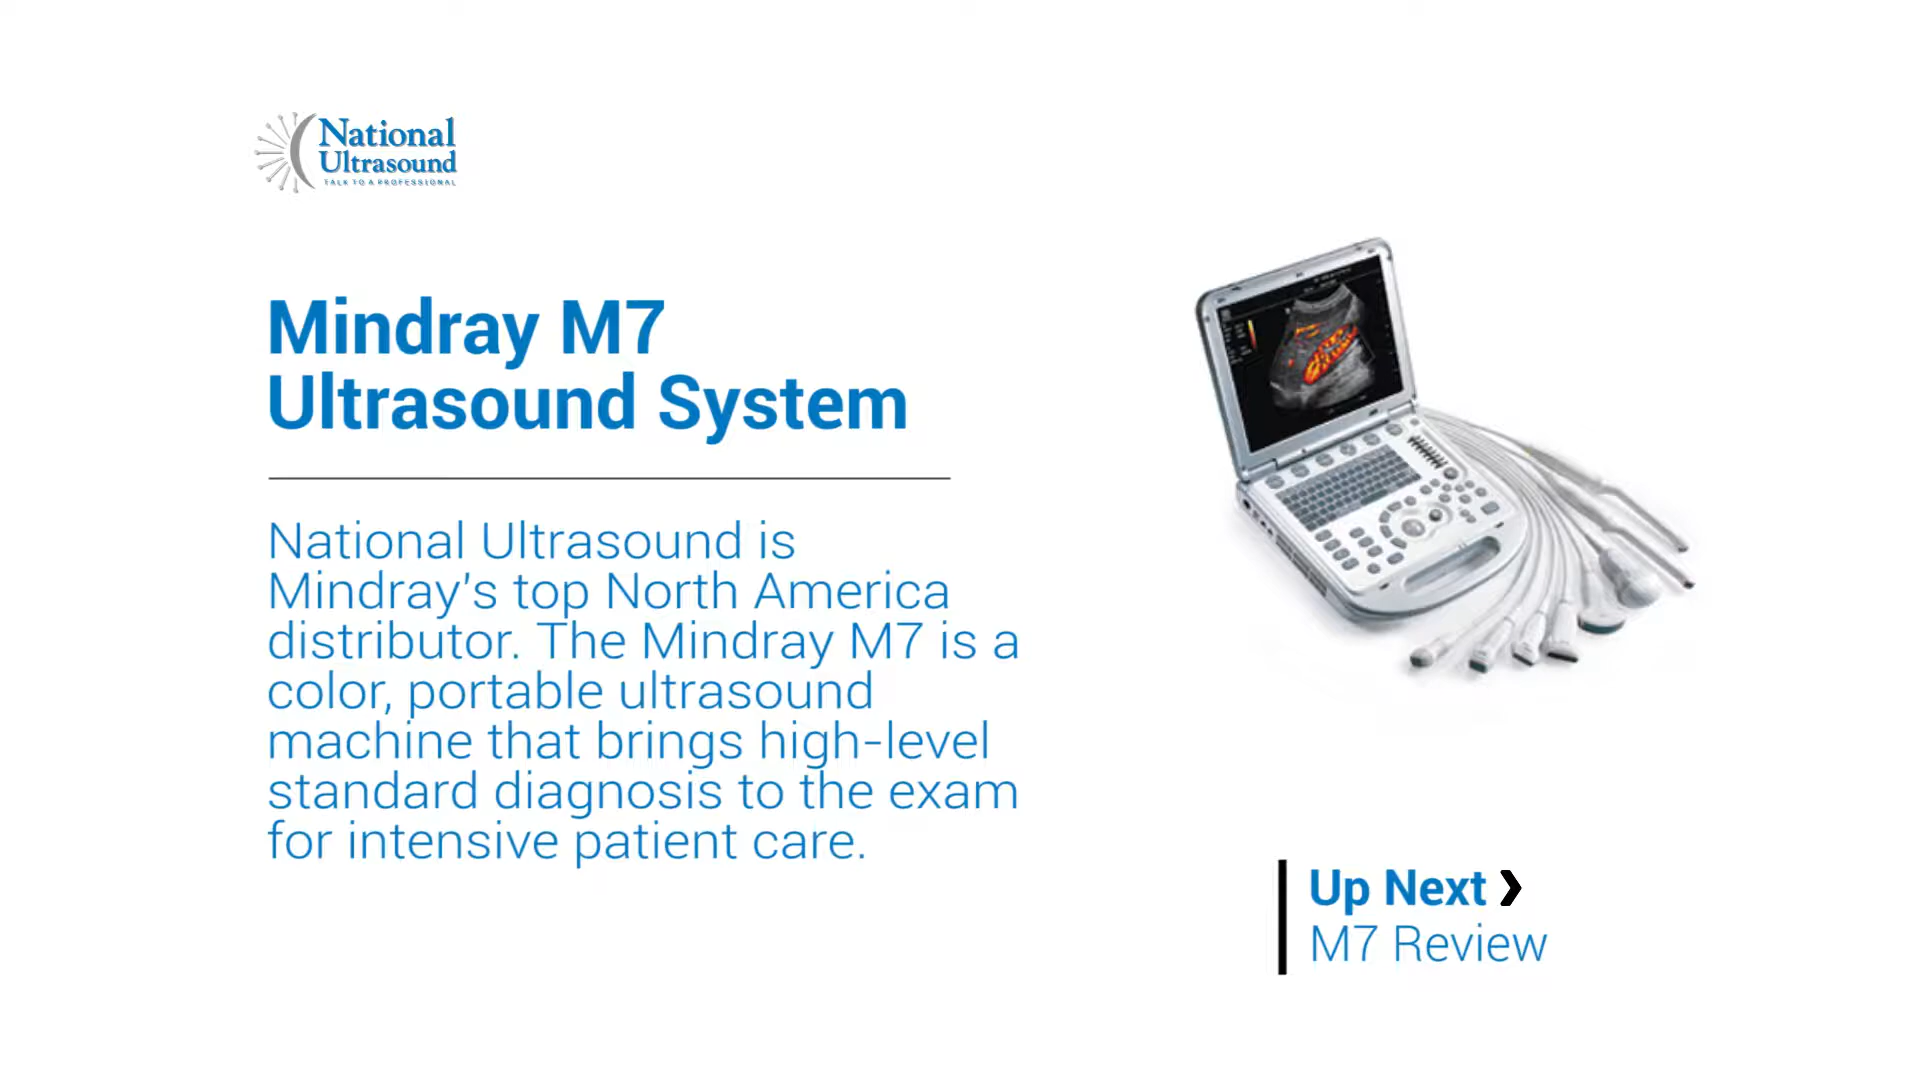 National
Ultrasound
TALK TO A PROFESSIONAL
Mindray M7
Ultrasound System
National Ultrasound is
Mindray's top North America
distributor. The Mindray M7 is a
color, portable ultrasound
machine that brings high-level
standard diagnosis to the exam
for intensive patient care.
Up Next ❯
M7 Review